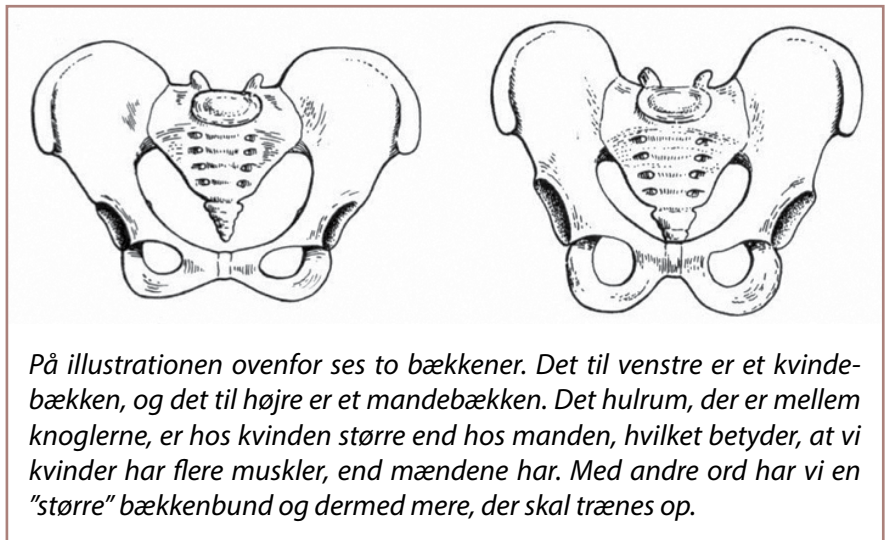 På illustrationen ovenfor ses to bækkener. Det til venstre er et kvinde-
bækken, og det til højre er et mandebækken. Det hulrum, der er mellem
knoglerne, er hos kvinden større end hos manden, hvilket betyder, at vi
kvinder har flere muskler, end mændene har. Med andre ord har vi en
”større” bækkenbund og dermed mere, der skal trænes op.